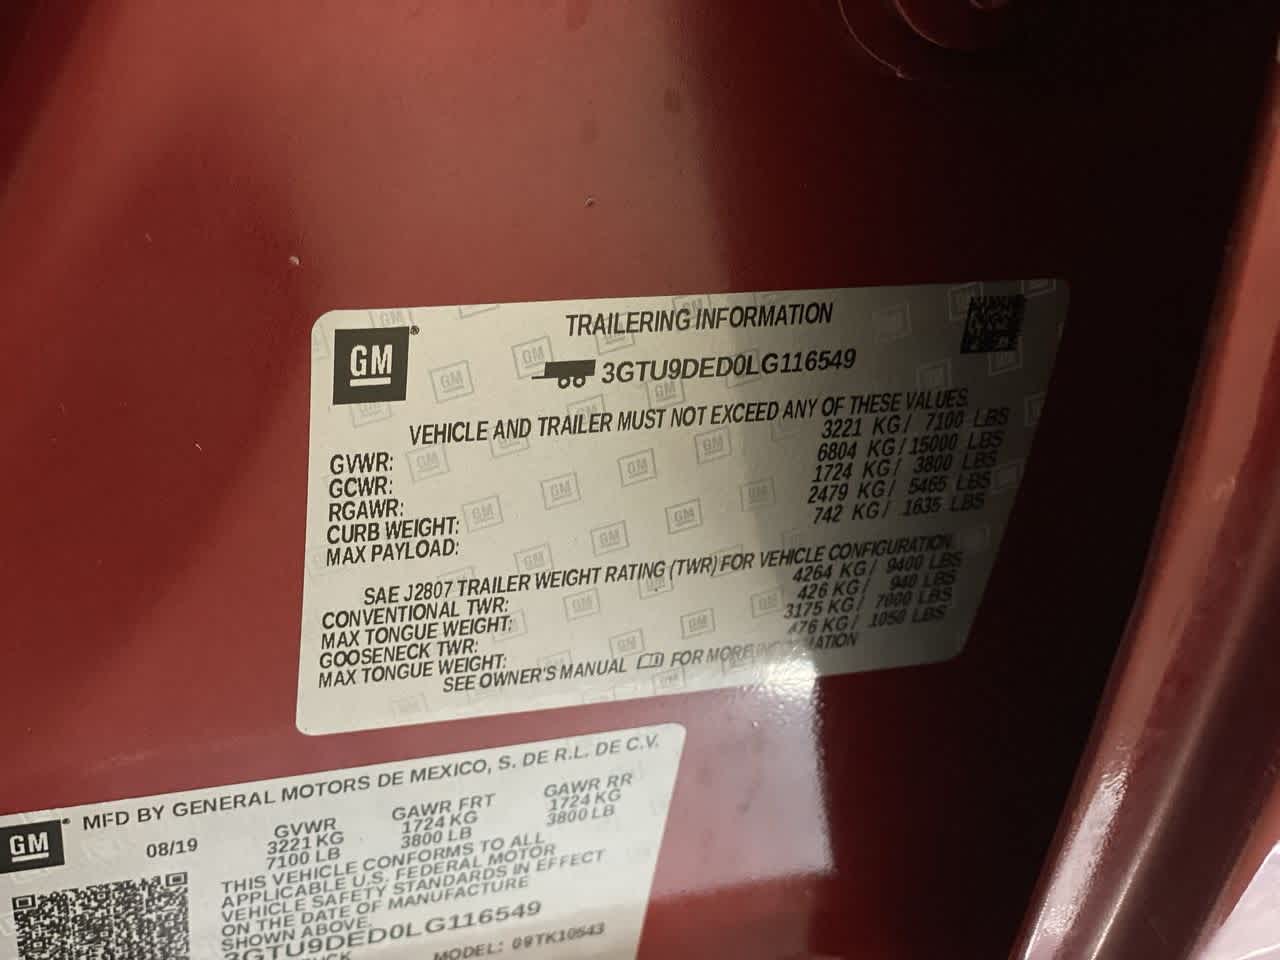 GM
TRAILERING INFORMATION
3GTU9DED0LG116549
VEHICLE AND TRAILER MUST NOT EXCEED ANY OF THESE VALUES.
GVWR: 3221 KG/ 7100 LBS
GCWR: 6804 KG/15000 LBS
RGAWR: 1724 KG/ 3800 LBS
CURB WEIGHT: 2479 KG/ 5465 LBS
MAX PAYLOAD: 742 KG/ 1635 LBS
SAE J2807 TRAILER WEIGHT RATING (TWR) FOR VEHICLE CONFIGURATION.
CONVENTIONAL TWR: 4264 KG/ 9400 LBS
MAX TONGUE WEIGHT: 426 KG/ 940 LBS
GOOSENECK TWR: 3175 KG/ 7000 LBS
MAX TONGUE WEIGHT: 476 KG/ 1050 LBS
SEE OWNER'S MANUAL FOR MORE INFORMATION
MFD BY GENERAL MOTORS DE MEXICO, S. DE R.L. DE C.V.
GM
08/19
GVWR GAWR FRT GAWR RR
3221 KG 1724 KG 1724 KG
7100 LB 3800 LB 3800 LB
THIS VEHICLE CONFORMS TO ALL
APPLICABLE U.S. FEDERAL MOTOR
VEHICLE SAFETY STANDARDS IN EFFECT
ON THE DATE OF MANUFACTURE
SHOWN ABOVE.
3GTU9DED0LG116549
MODEL: